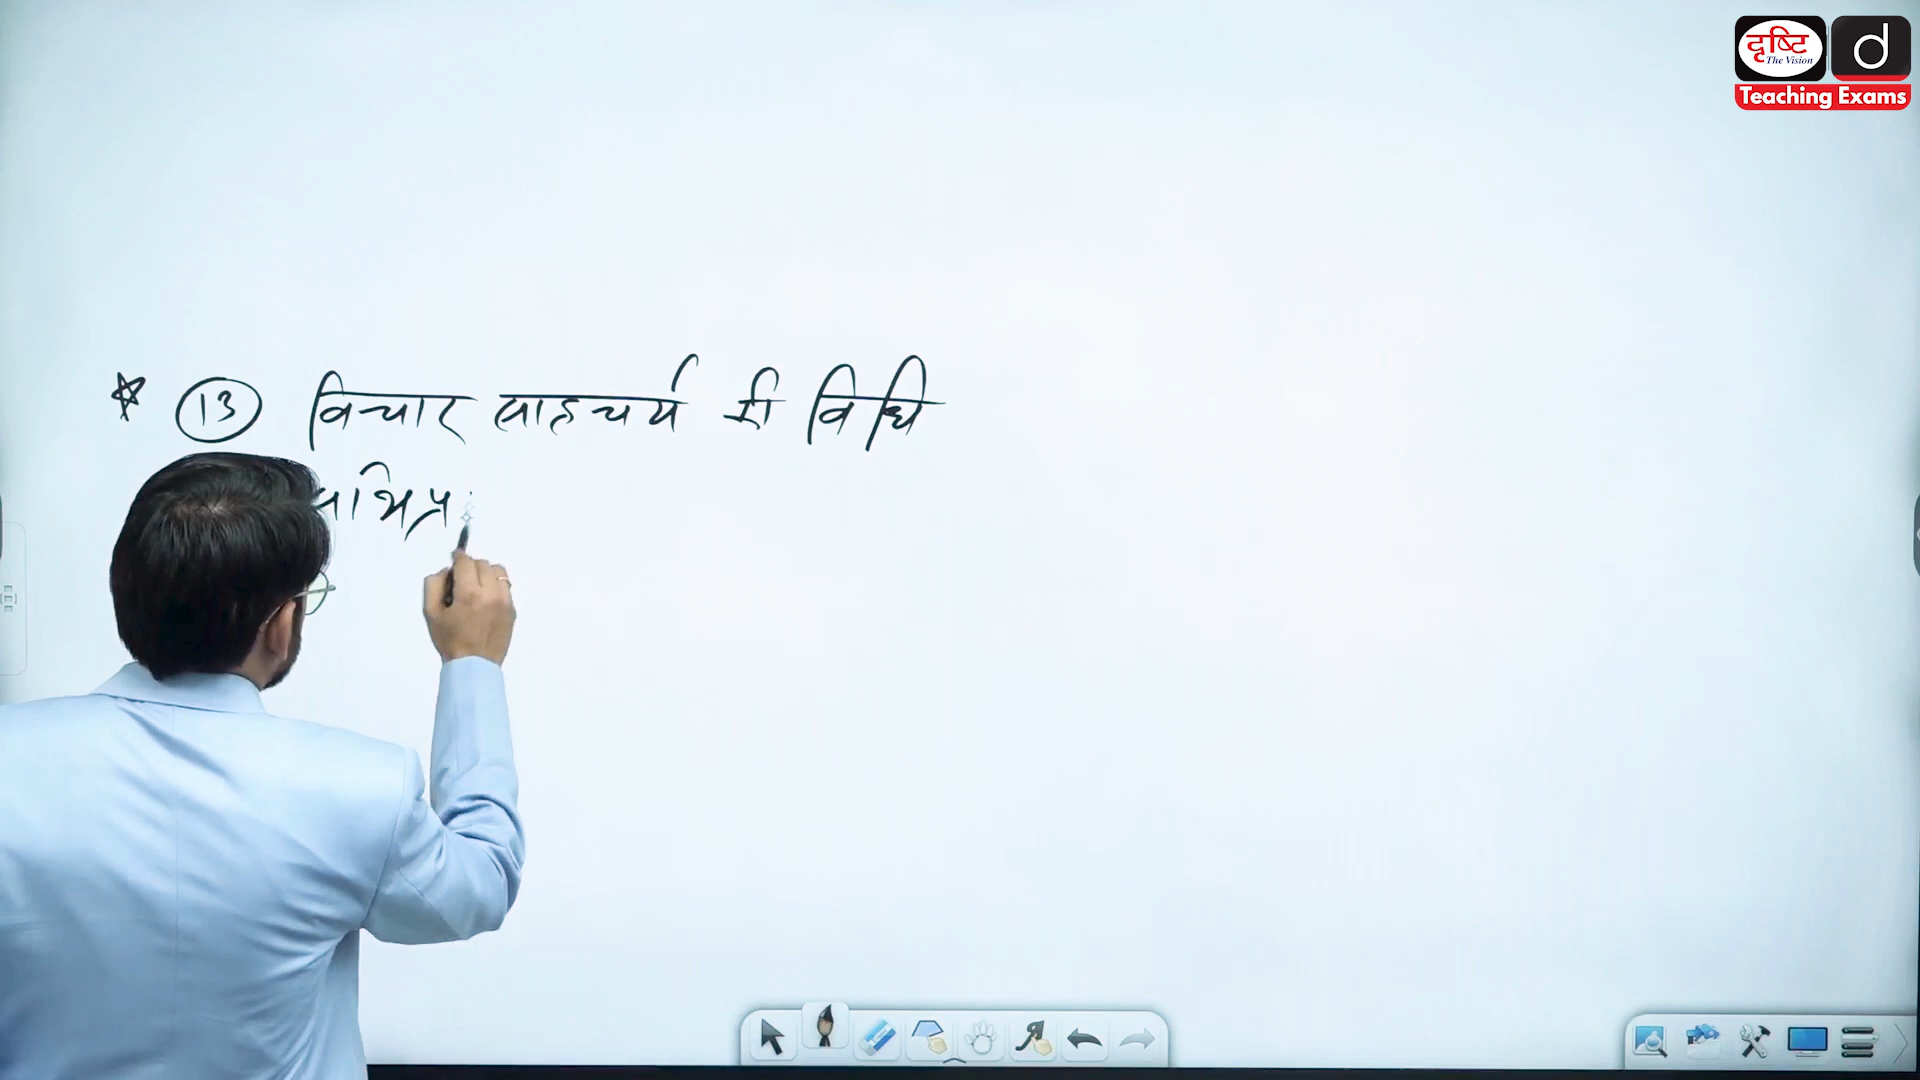 दृष्टि
The Vision
d
Teaching Exams
13 विचार साहचर्य की विधि